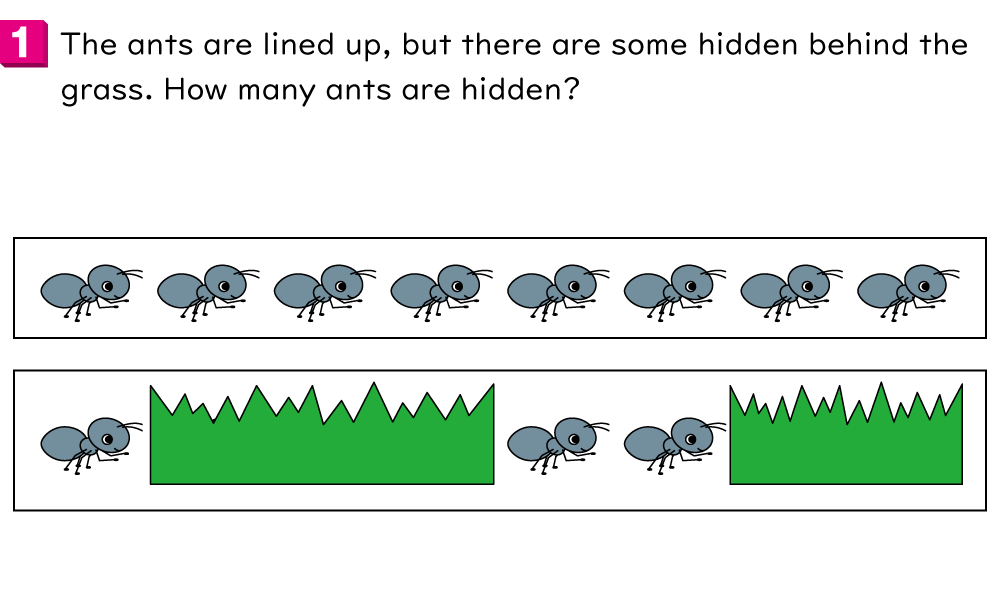 1 The ants are lined up, but there are some hidden behind the
grass. How many ants are hidden?